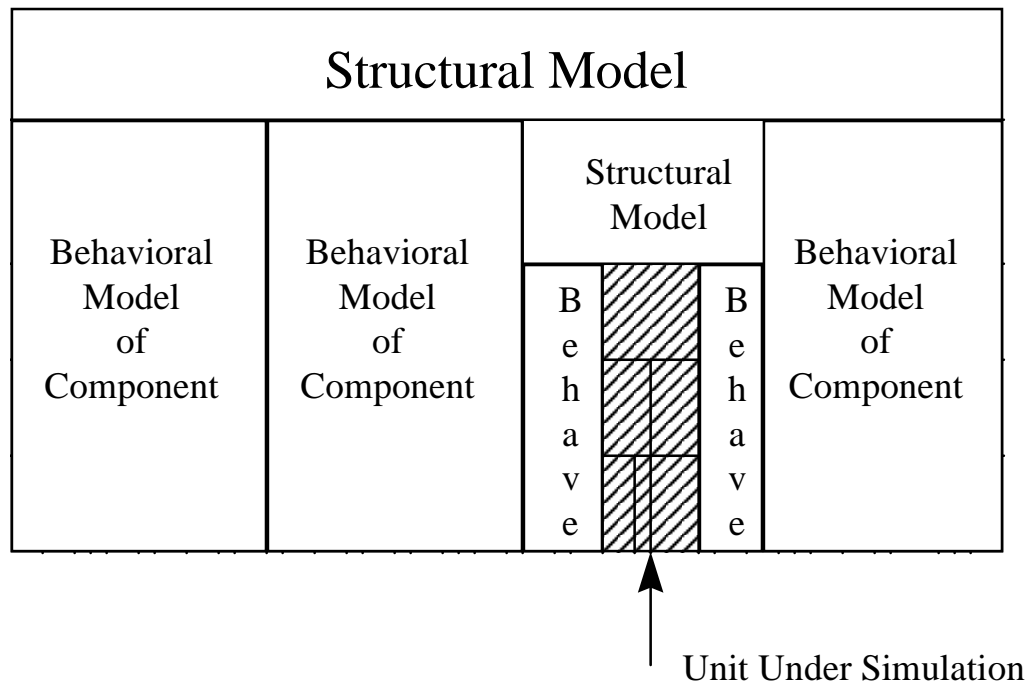 Structural Model
Behavioral
Model
of
Component
Behavioral
Model
of
Component
Structural
Model
B
e
h
a
v
e
B
e
h
a
v
e
Behavioral
Model
of
Component
Unit Under Simulation